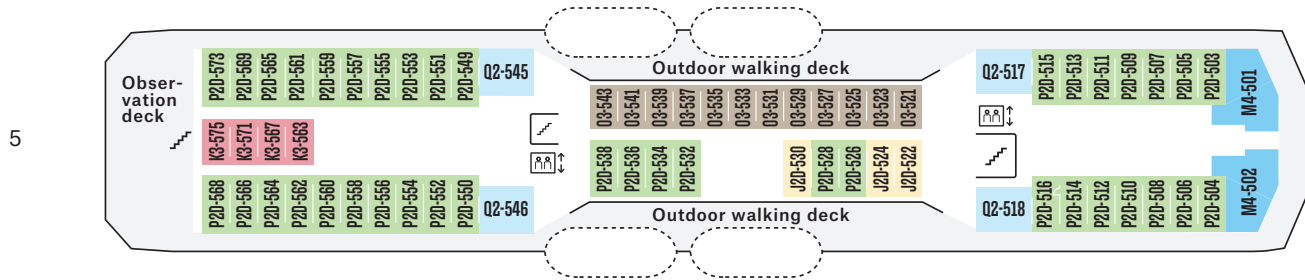 5
Obser-
vation
deck
P2D-573
P2D-569
P2D-565
P2D-561
P2D-559
P2D-557
P2D-555
P2D-553
P2D-551
P2D-549
Q2-545
K3-575
K3-571
K3-567
K3-563
P2D-568
P2D-566
P2D-564
P2D-562
P2D-560
P2D-558
P2D-556
P2D-554
P2D-552
P2D-550
Q2-546
Outdoor walking deck
O3-543
O3-541
O3-539
O3-537
O3-535
O3-533
O3-531
O3-529
O3-527
O3-525
O3-523
O3-521
P2D-538
P2D-536
P2D-534
P2D-532
J2D-530
P2D-528
P2D-526
J2D-524
J2D-522
Outdoor walking deck
Q2-517
P2D-515
P2D-513
P2D-511
P2D-509
P2D-507
P2D-505
P2D-503
M4-501
Q2-518
P2D-516
P2D-514
P2D-512
P2D-510
P2D-508
P2D-506
P2D-504
M4-502